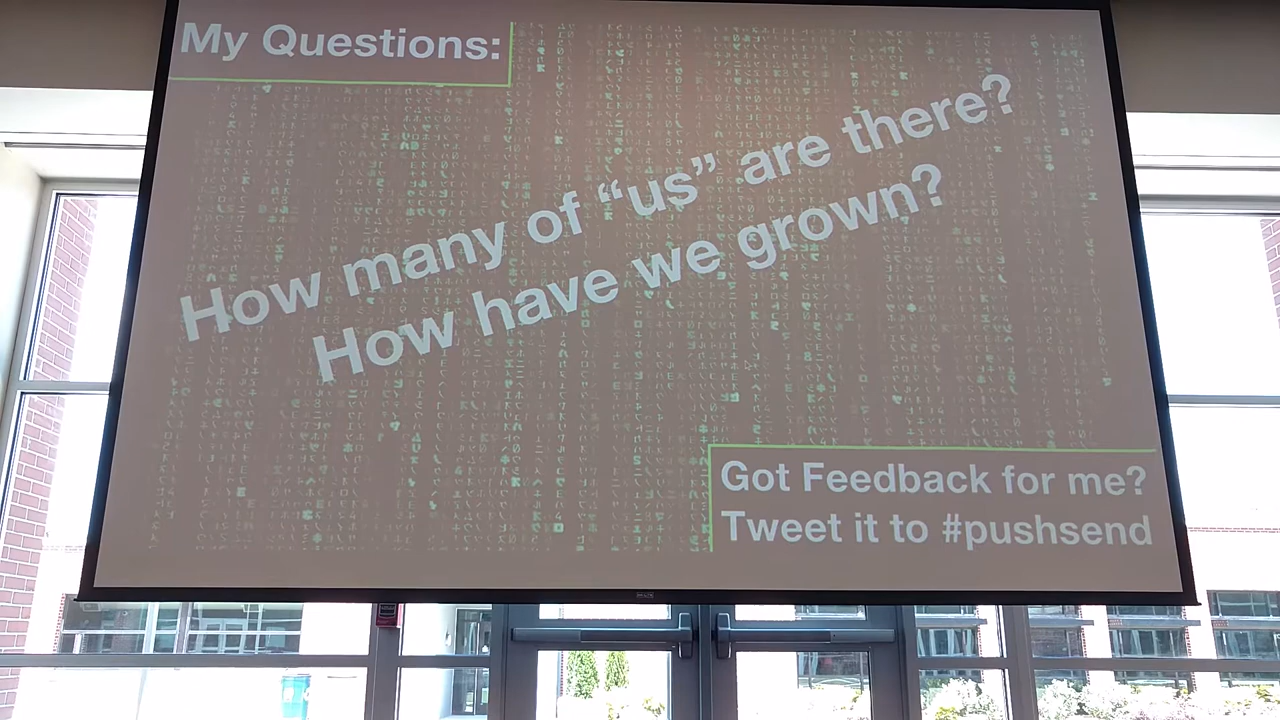 My Questions:
How many of “us” are there?
How have we grown?
Got Feedback for me?
Tweet it to #pushsend